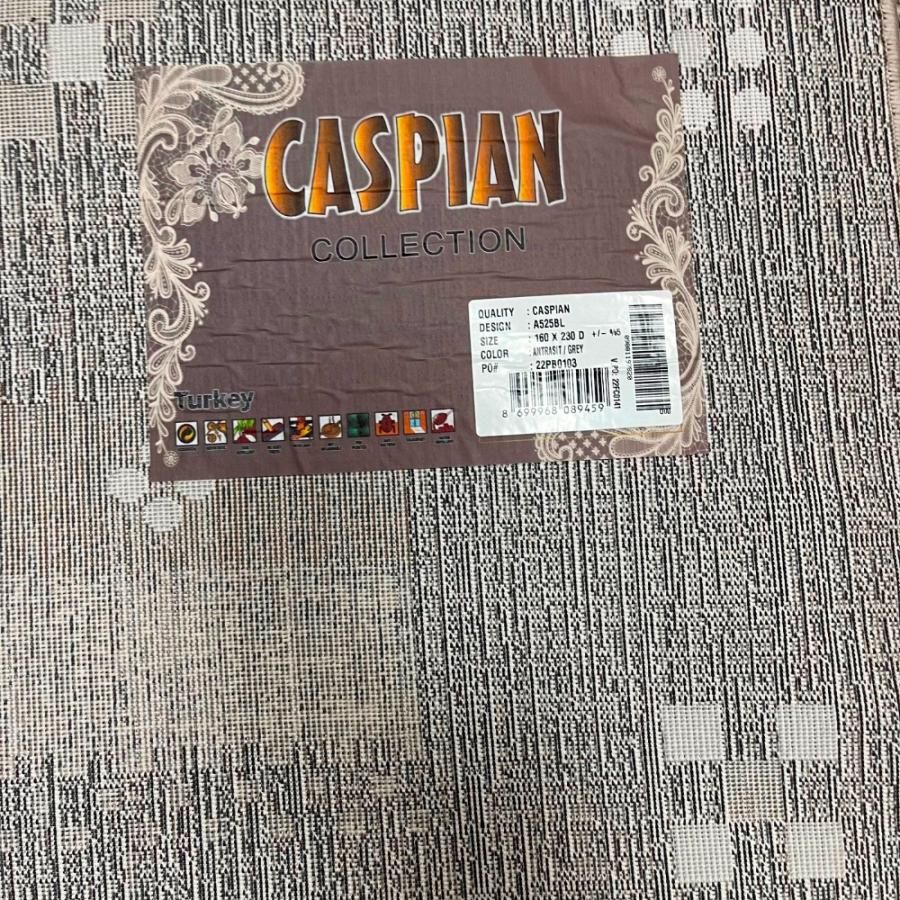 CASPIAN
COLLECTION
QUALITY : CASPIAN
DESIGN : A525BL
SIZE : 160 X 230 D +/- %5
COLOR : ANTRASIT / GREY
PO# : 22PB0103
8 699968 089459
Turkey